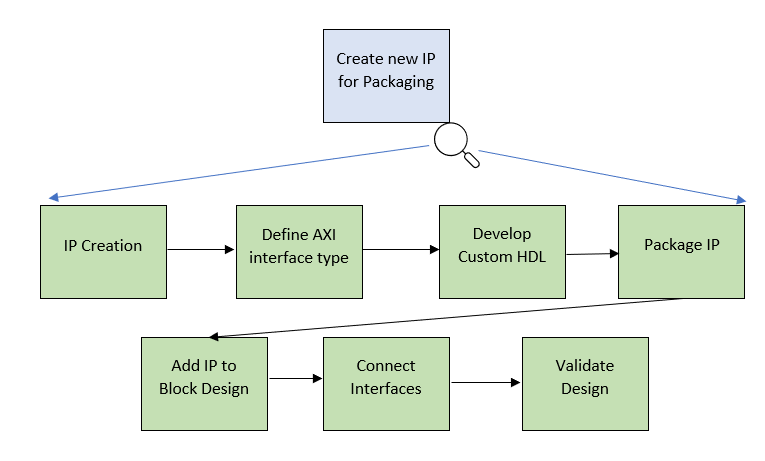 Create new IP
for Packaging
IP Creation
Define AXI
interface type
Develop
Custom HDL
Package IP
Add IP to
Block Design
Connect
Interfaces
Validate
Design